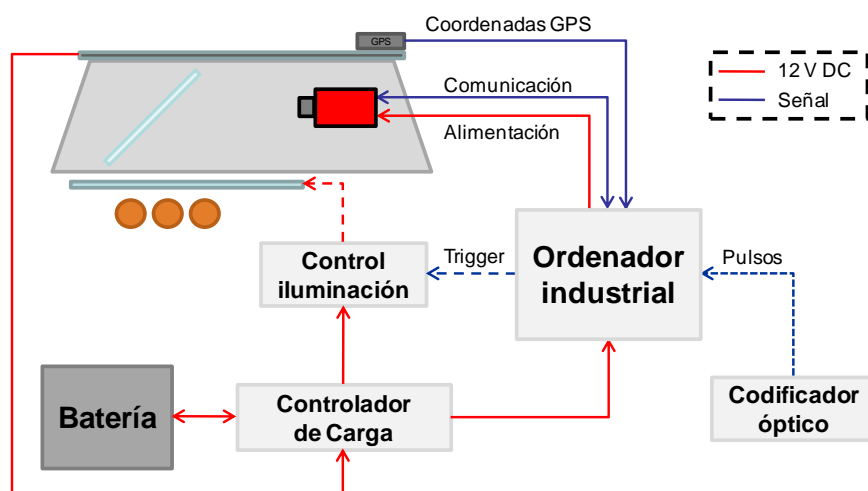 Coordenadas GPS
GPS
12 V DC
Señal
Comunicación
Alimentación
Control
iluminación
Trigger
Ordenador
industrial
Pulsos
Batería
Controlador
de Carga
Codificador
óptico